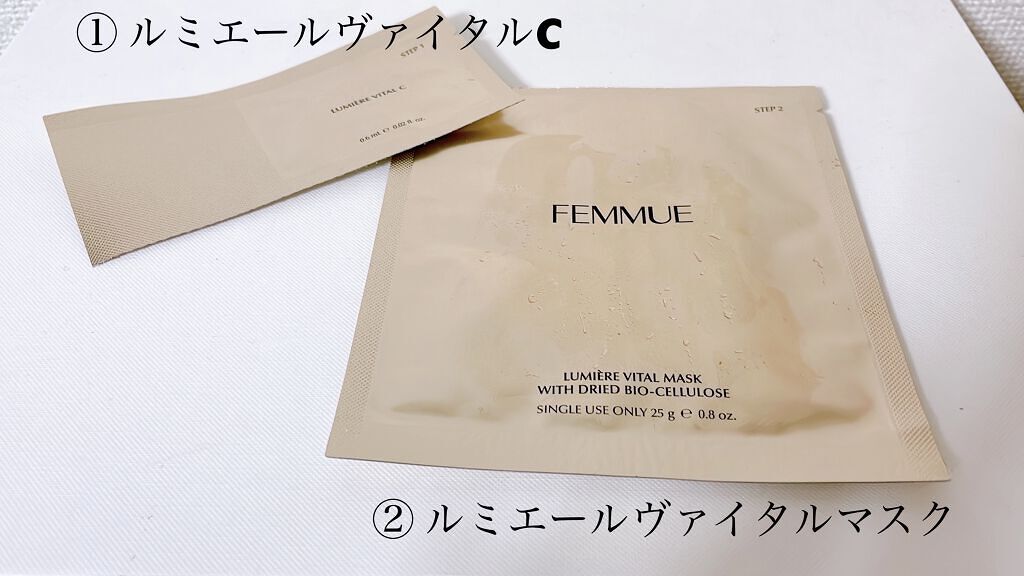 ① ルミエールヴァイタルC
STEP 1
LUMIÈRE VITAL C
0.6 mL ℮ 0.02 fl. oz.
STEP 2
FEMMUE
LUMIÈRE VITAL MASK
WITH DRIED BIO-CELLULOSE
SINGLE USE ONLY 25 g ℮ 0.8 oz.
② ルミエールヴァイタルマスク